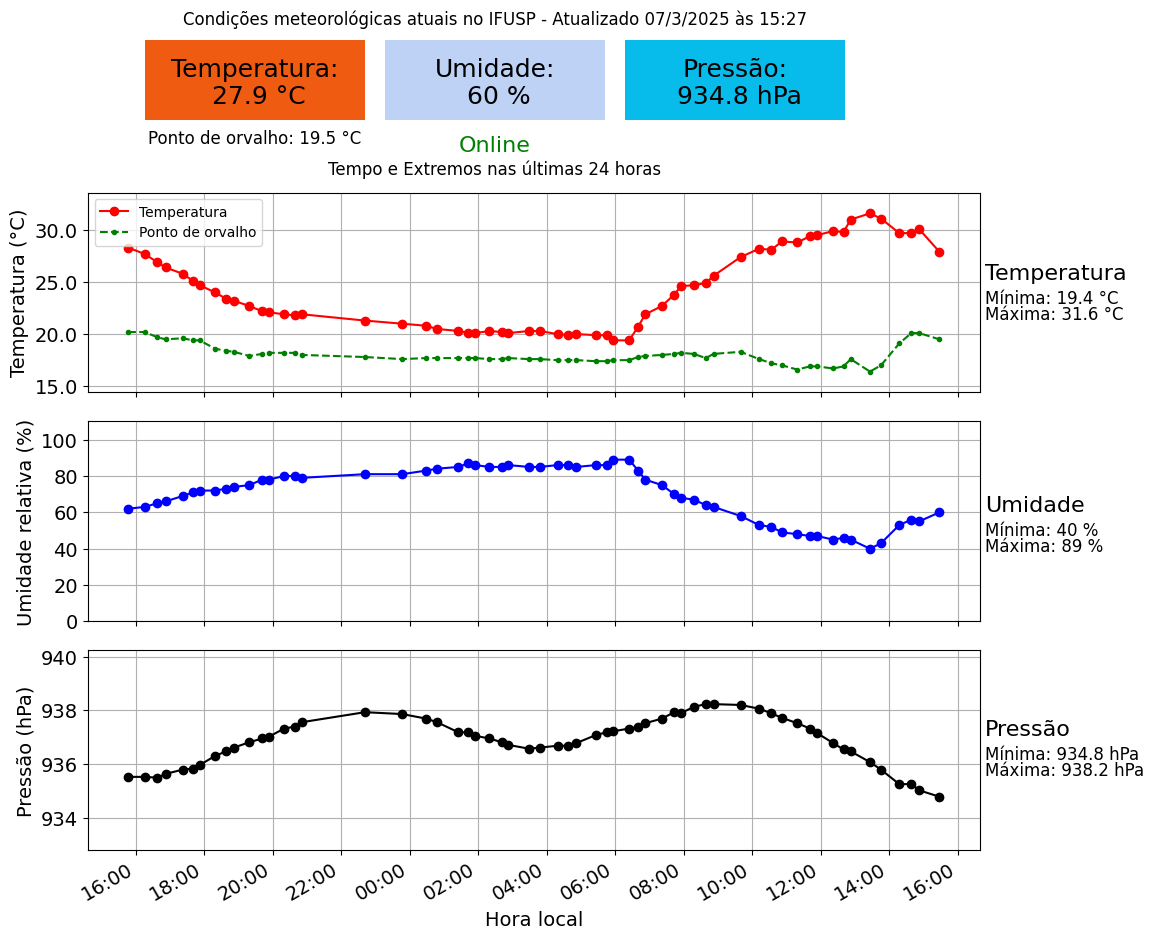 Condições meteorológicas atuais no IFUSP - Atualizado 07/3/2025 às 15:27
Temperatura:
27.9 °C
Umidade:
60 %
Pressão:
934.8 hPa
Ponto de orvalho: 19.5 °C
Online
Tempo e Extremos nas últimas 24 horas
Temperatura (°C)
30.0
25.0
20.0
15.0
Temperatura
Ponto de orvalho
Temperatura
Mínima: 19.4 °C
Máxima: 31.6 °C
Umidade relativa (%)
100
80
60
40
20
0
Umidade
Mínima: 40 %
Máxima: 89 %
Pressão (hPa)
940
938
936
934
Pressão
Mínima: 934.8 hPa
Máxima: 938.2 hPa
16:00 18:00 20:00 22:00 00:00 02:00 04:00 06:00 08:00 10:00 12:00 14:00 16:00
Hora local